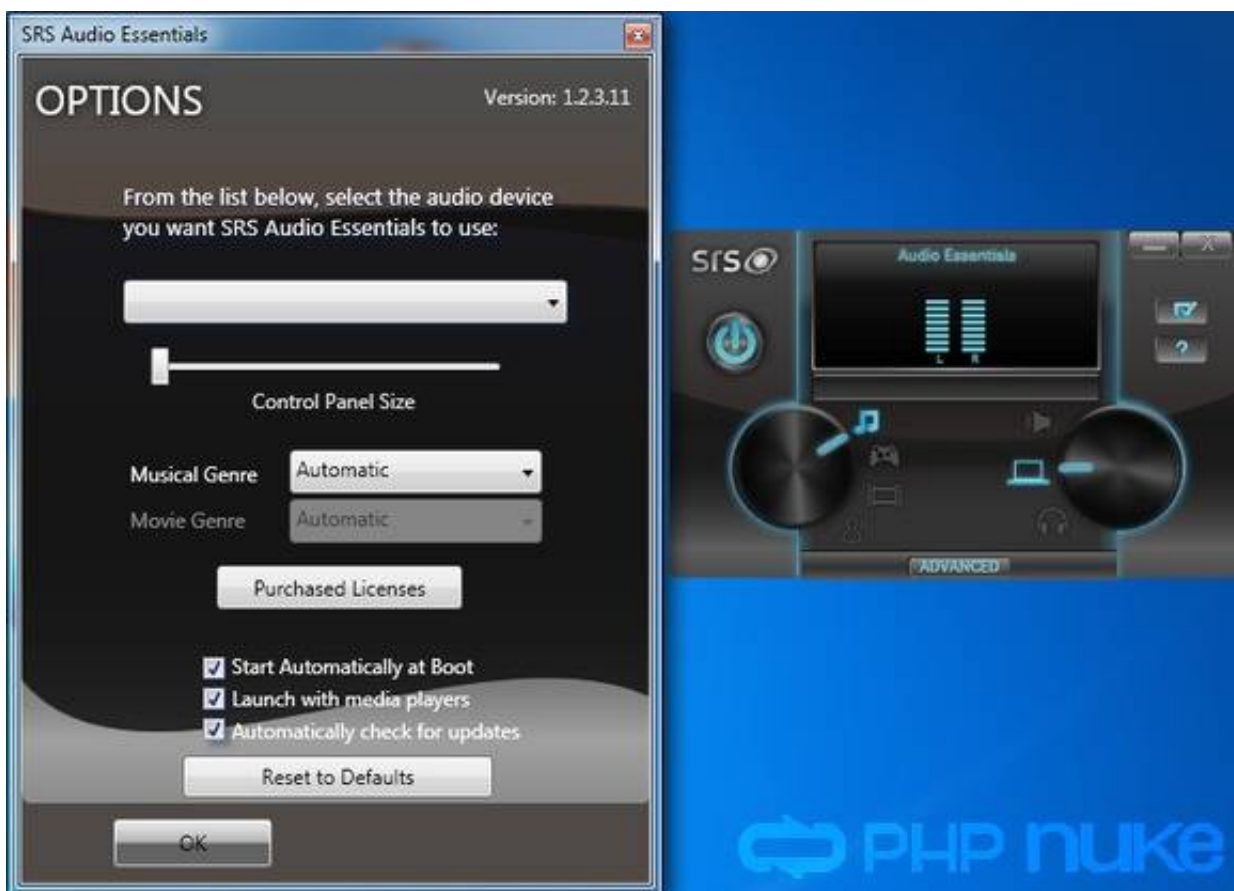 SRS Audio Essentials
OPTIONS
Version: 1.2.3.11
From the list below, select the audio device
you want SRS Audio Essentials to use:
Control Panel Size
Musical Genre
Automatic
Movie Genre
Automatic
Purchased Licenses
Start Automatically at Boot
Launch with media players
Automatically check for updates
Reset to Defaults
OK
SRS
Audio Essentials
X
?
L R
ADVANCED
PHP NUKE